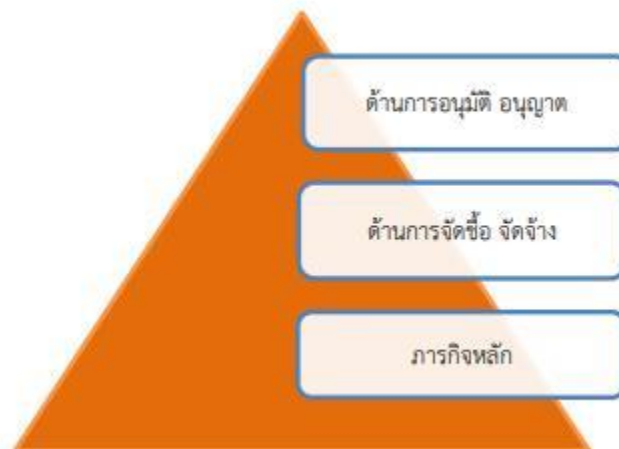 ด้านการอนุมัติ อนุญาต
ด้านการจัดซื้อ จัดจ้าง
ภารกิจหลัก